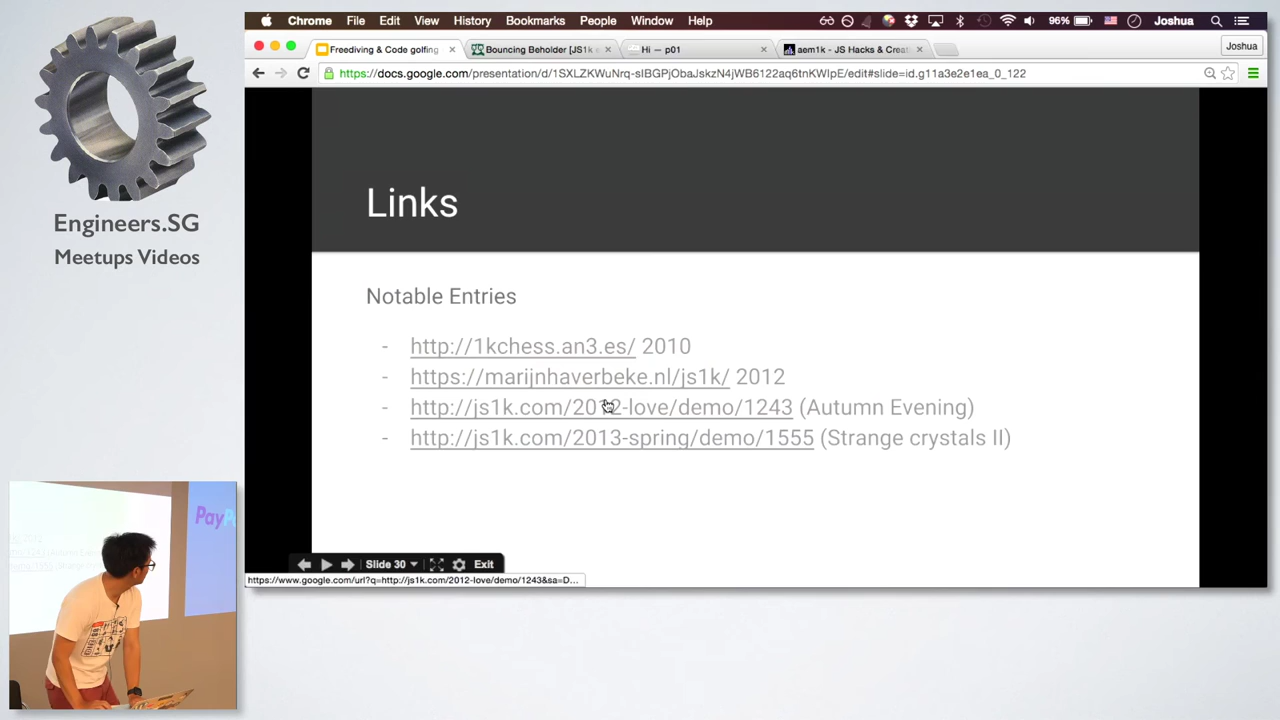 Chrome File Edit View History Bookmarks People Window Help 96% Joshua
Freediving & Code golfing
Bouncing Beholder [JS1k
Hi — p01
aem1k - JS Hacks & Creat
Joshua
https://docs.google.com/presentation/d/1SXLZKWuNrq-sIBGPjObaJskzN4jWB6122aq6tnKWIpE/edit#slide=id.g11a3e2e1ea_0_122
Engineers.SG
Meetups Videos
Links
Notable Entries
- http://1kchess.an3.es/ 2010
- https://marijnhaverbeke.nl/js1k/ 2012
- http://js1k.com/2012-love/demo/1243 (Autumn Evening)
- http://js1k.com/2013-spring/demo/1555 (Strange crystals II)
Slide 30 Exit
https://www.google.com/url?q=http://js1k.com/2012-love/demo/1243&sa=D...
PayP